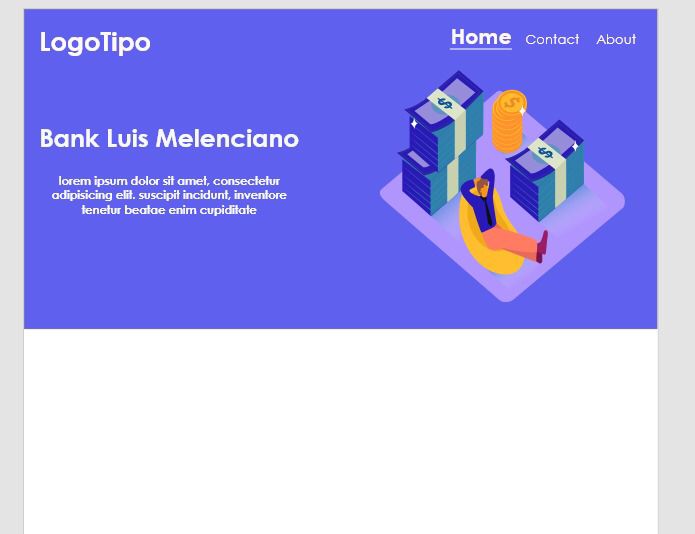 LogoTipo
Home Contact About
Bank Luis Melenciano
lorem ipsum dolor sit amet, consectetur
adipisicing elit. suscipit incidunt, inventore
tenetur beatae enim cupiditate
$
$
$